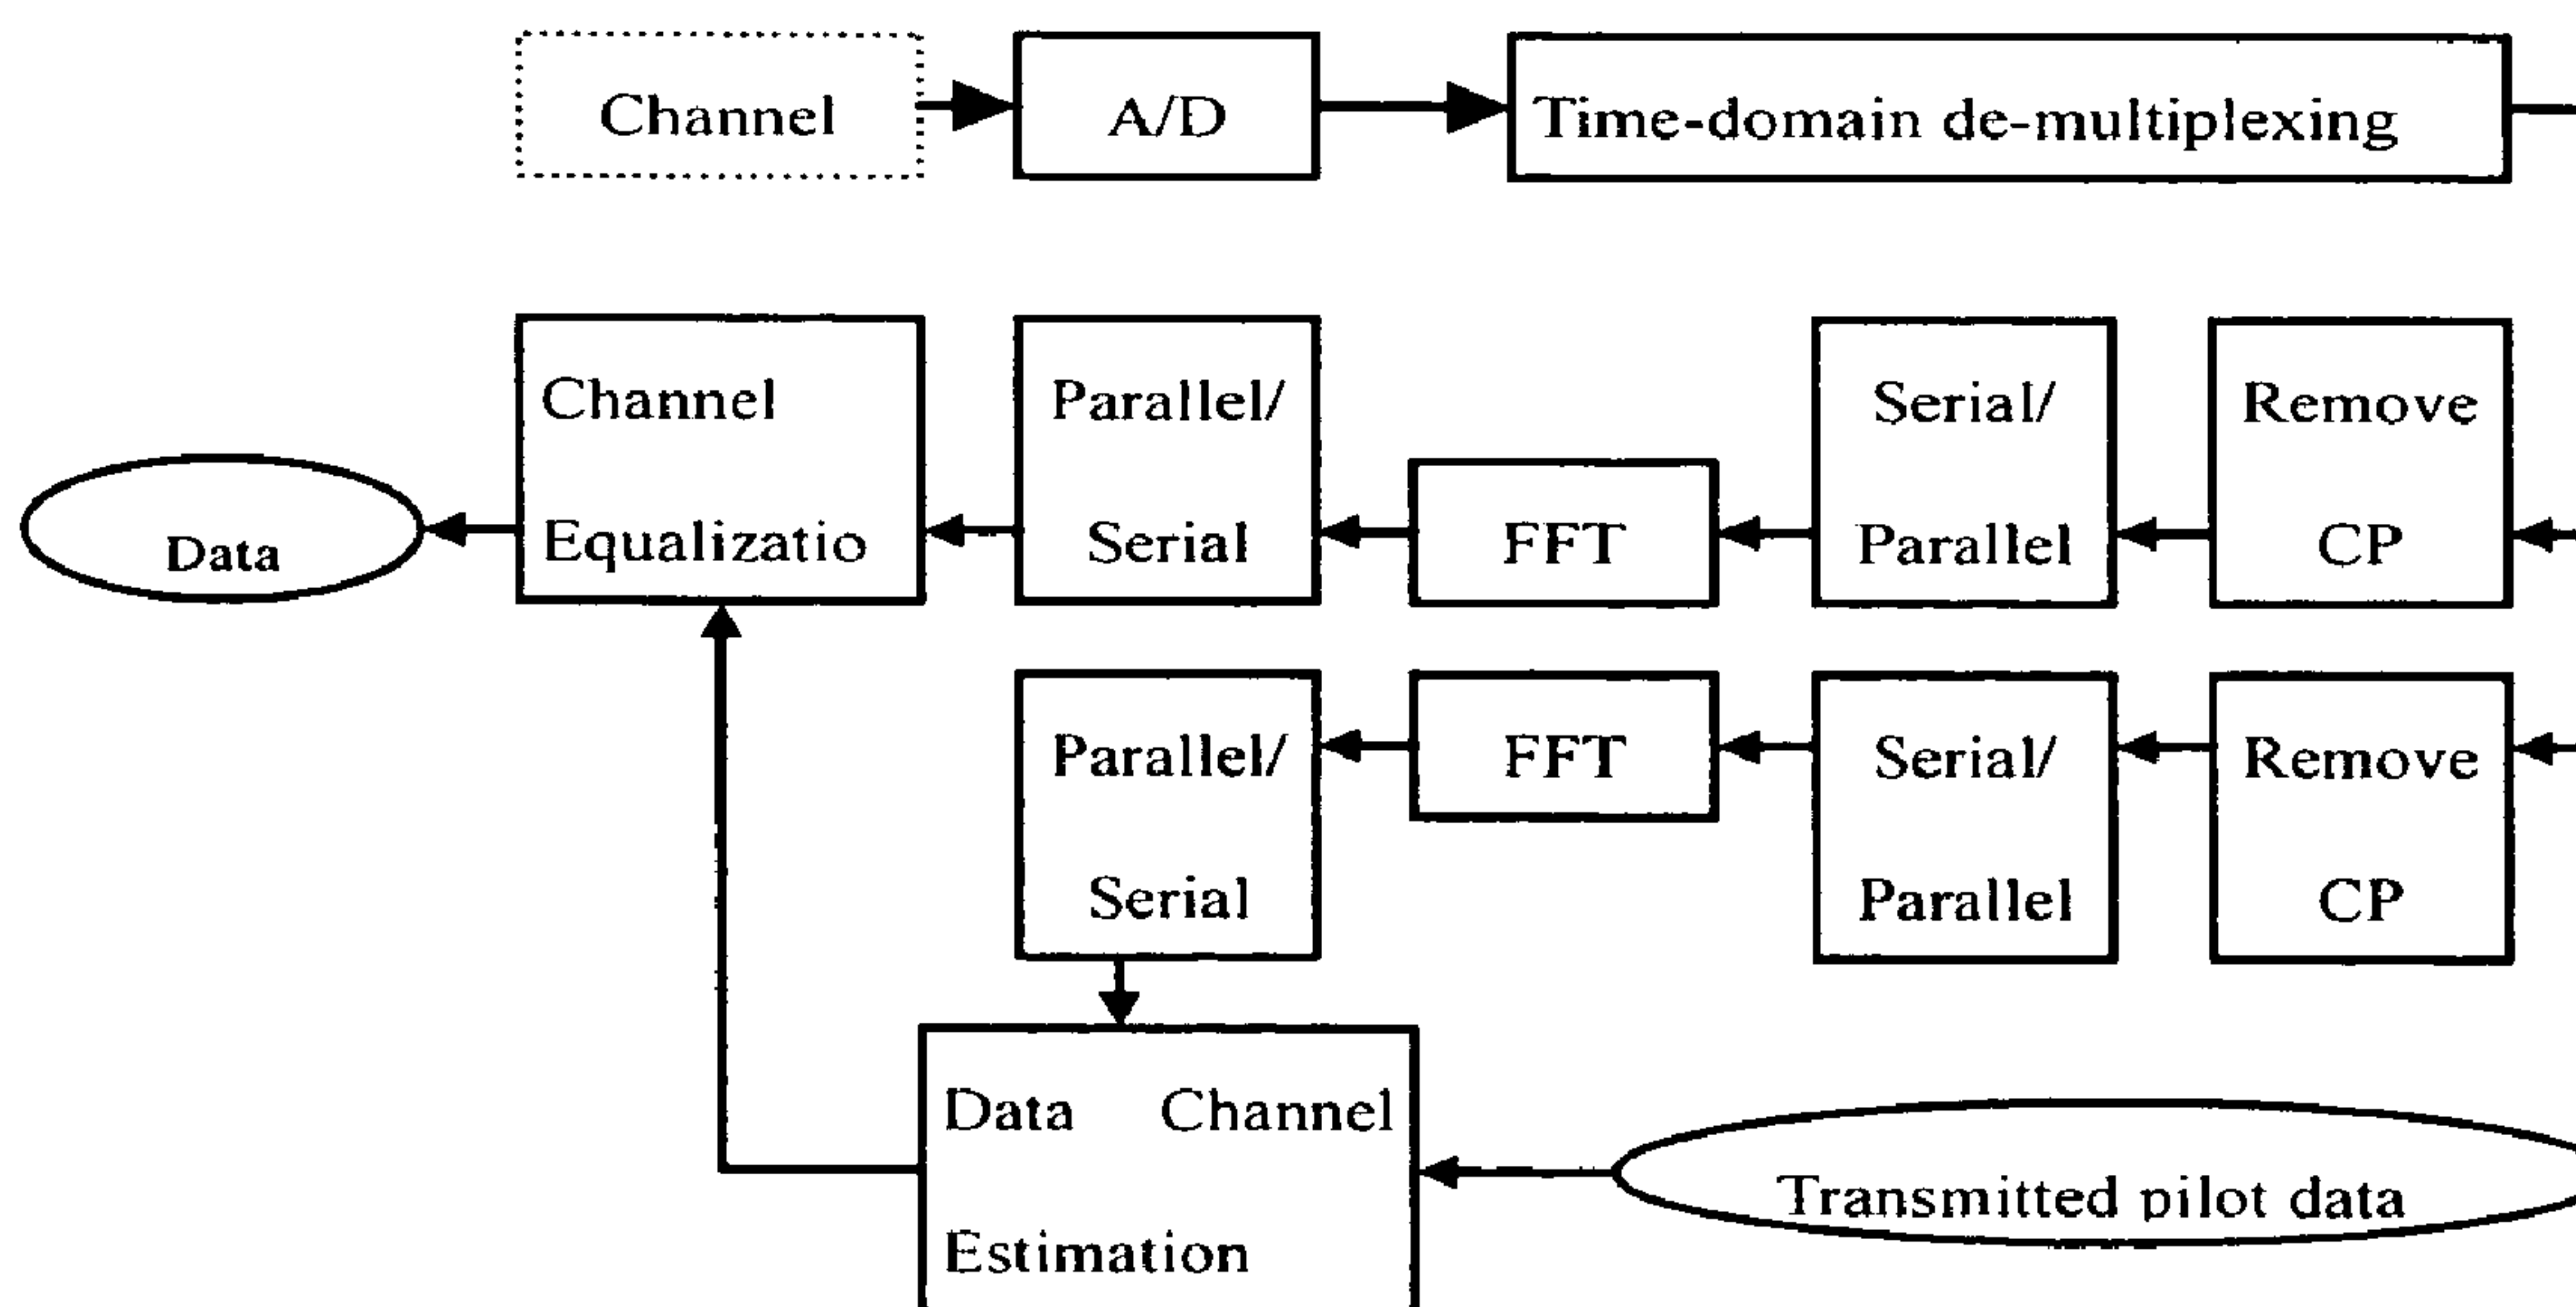 Channel
A/D
Time-domain de-multiplexing
Channel
Equalizatio
Parallel/
Serial
FFT
Serial/
Parallel
Remove
CP
Data
Parallel/
Serial
FFT
Serial/
Parallel
Remove
CP
Data Channel
Estimation
Transmitted pilot data